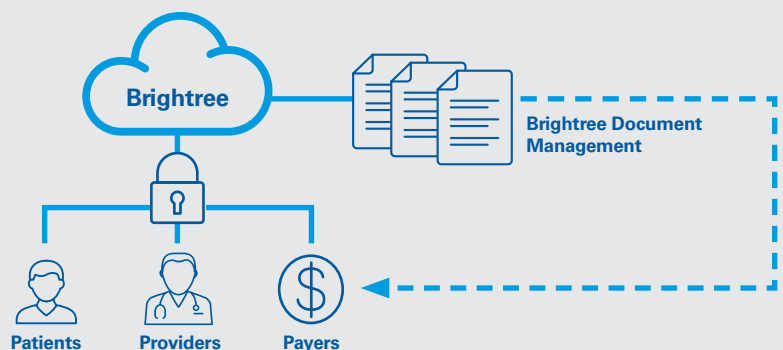 Brightree
Brightree Document
Management
$
Patients
Providers
Payers